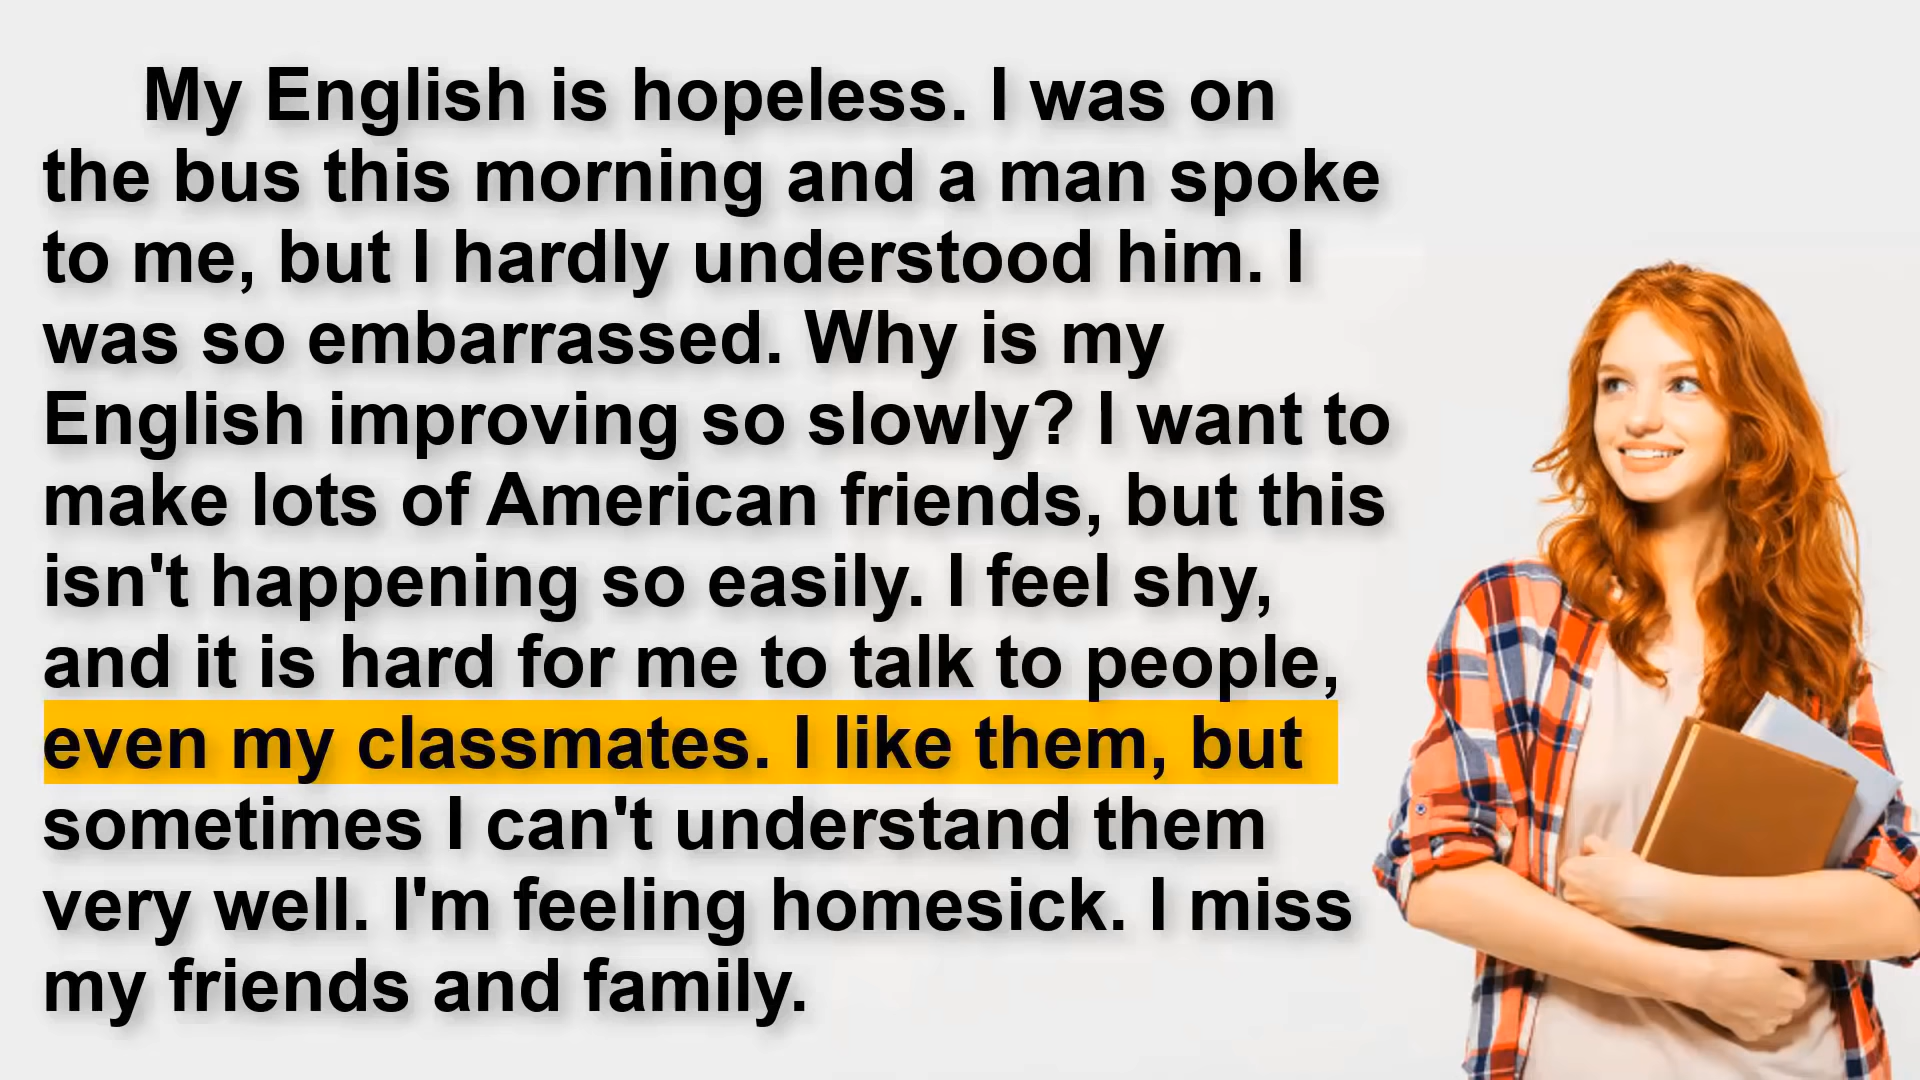 My English is hopeless. I was on
the bus this morning and a man spoke
to me, but I hardly understood him. I
was so embarrassed. Why is my
English improving so slowly? I want to
make lots of American friends, but this
isn't happening so easily. I feel shy,
and it is hard for me to talk to people,
even my classmates. I like them, but
sometimes I can't understand them
very well. I'm feeling homesick. I miss
my friends and family.